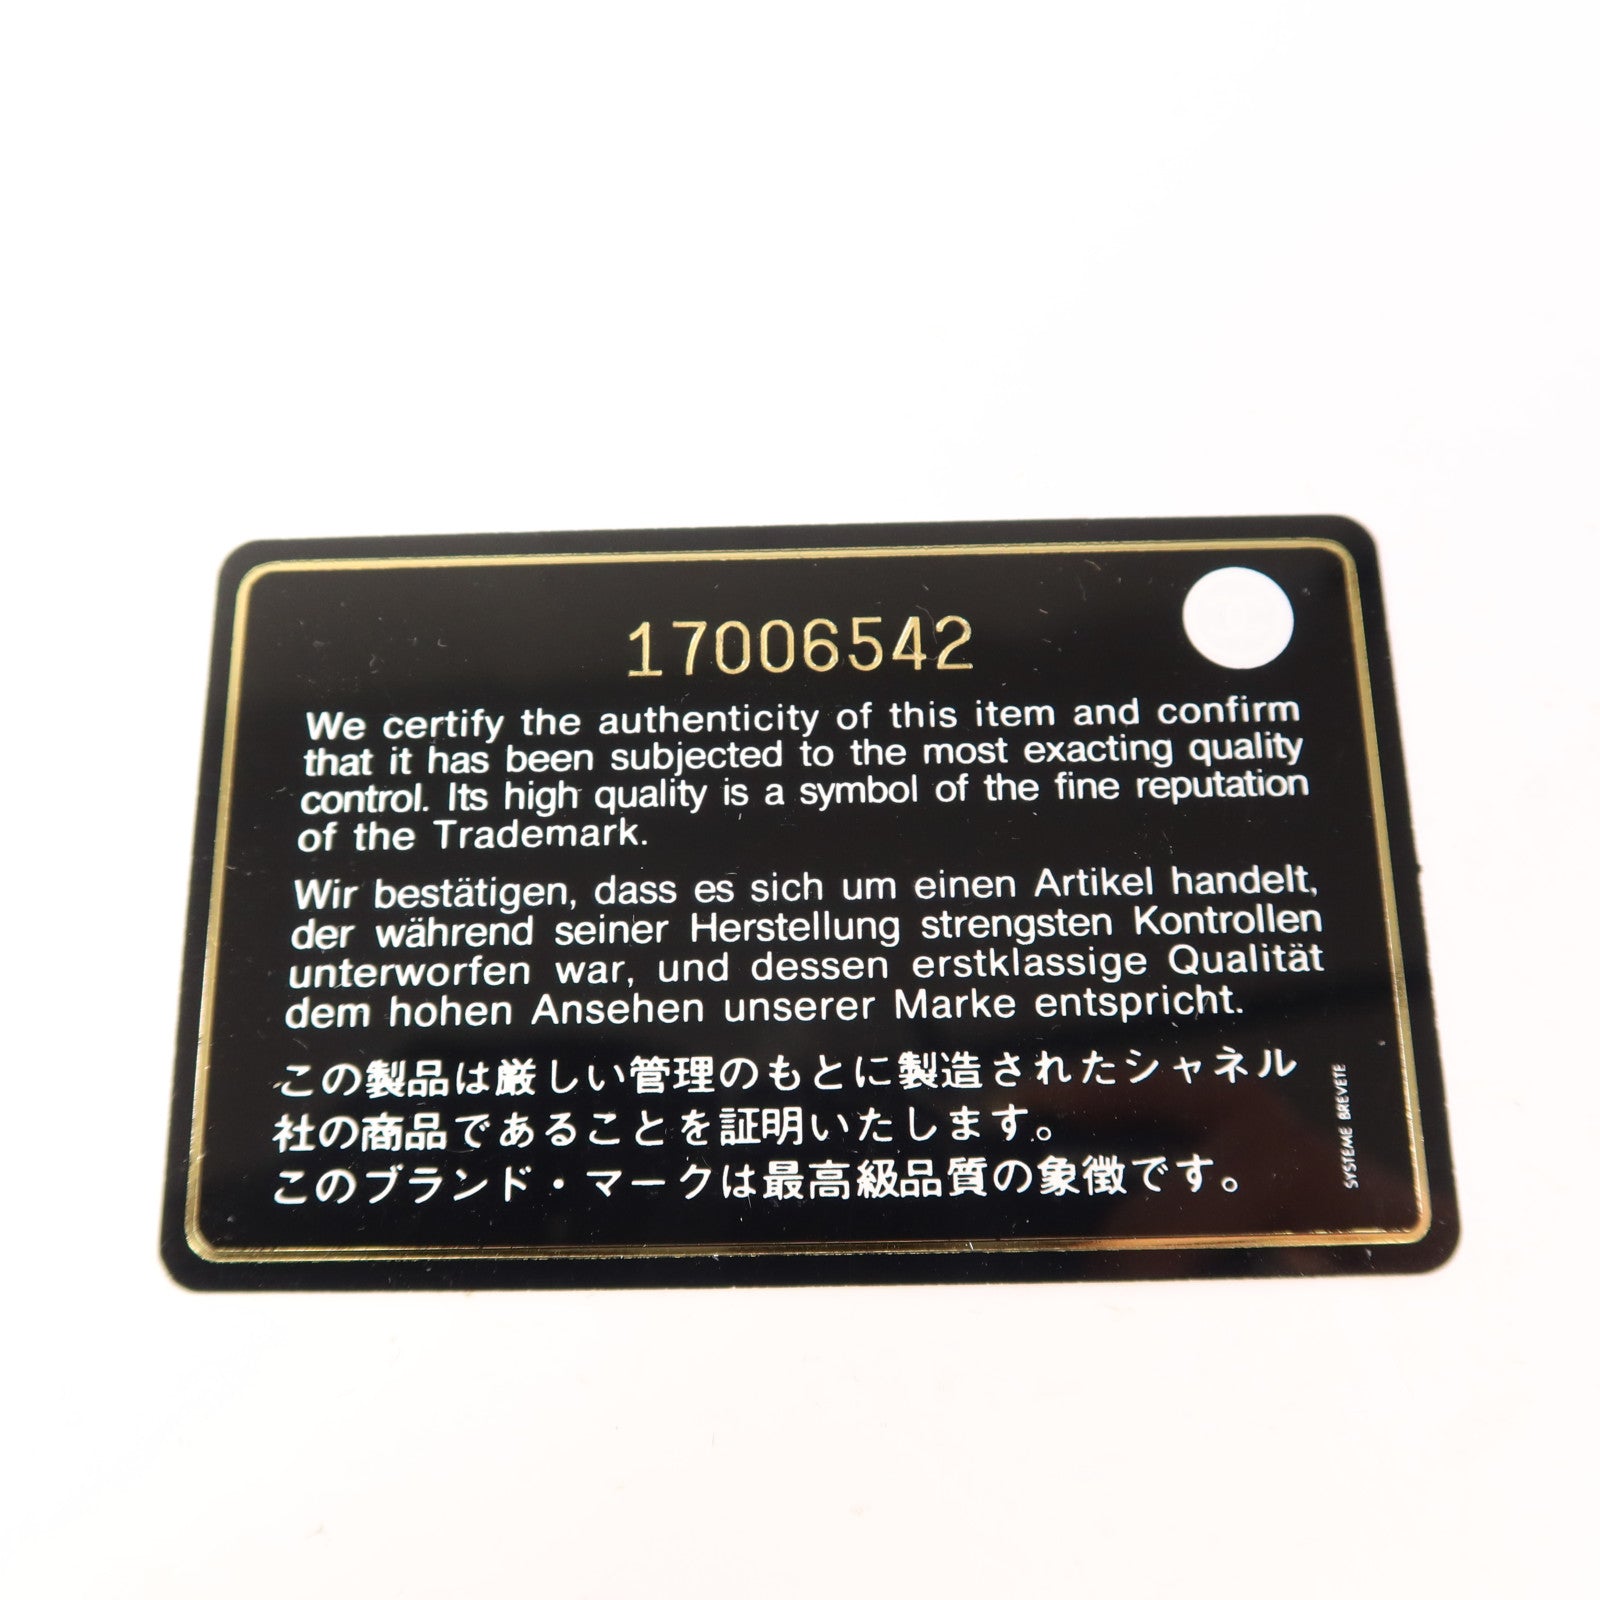 17006542
We certify the authenticity of this item and confirm
that it has been subjected to the most exacting quality
control. Its high quality is a symbol of the fine reputation
of the Trademark.
Wir bestätigen, dass es sich um einen Artikel handelt,
der während seiner Herstellung strengsten Kontrollen
unterworfen war, und dessen erstklassige Qualität
dem hohen Ansehen unserer Marke entspricht.
この製品は厳しい管理のもとに製造されたシャネル
社の商品であることを証明いたします。
このブランド・マークは最高級品質の象徴です。
SYSTEME BREVETE